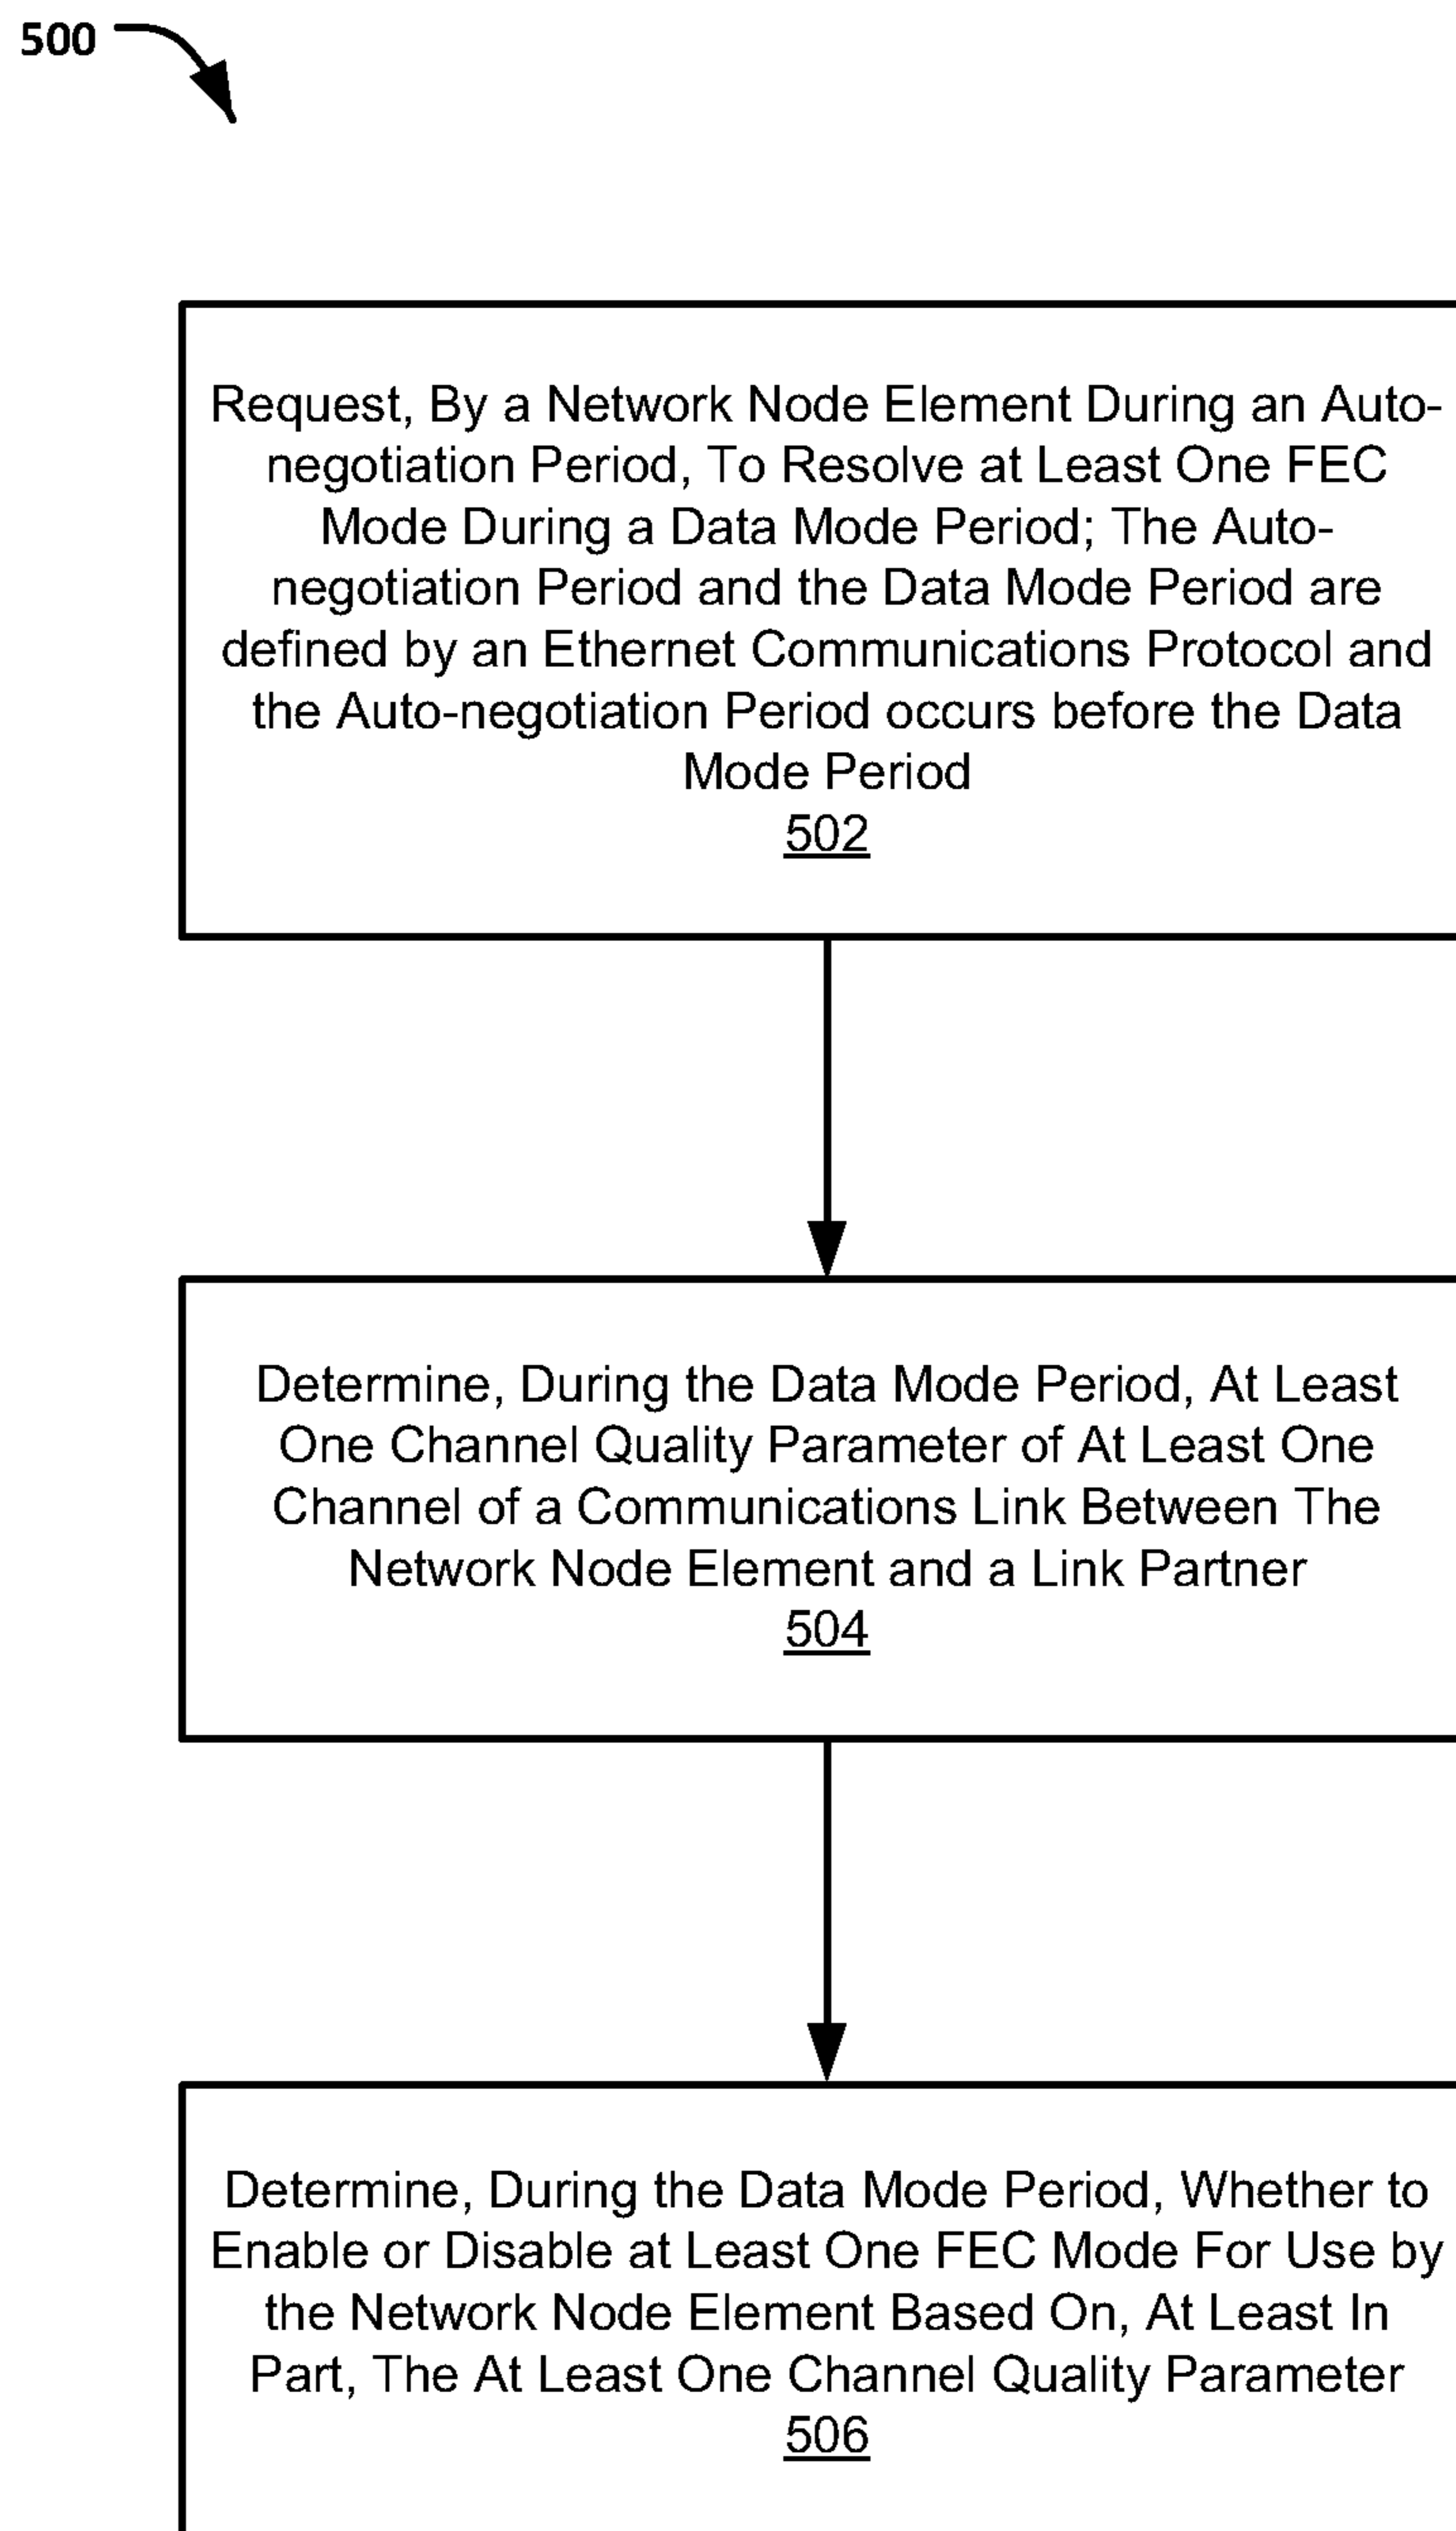 500
Request, By a Network Node Element During an Auto-
negotiation Period, To Resolve at Least One FEC
Mode During a Data Mode Period; The Auto-
negotiation Period and the Data Mode Period are
defined by an Ethernet Communications Protocol and
the Auto-negotiation Period occurs before the Data
Mode Period
502
Determine, During the Data Mode Period, At Least
One Channel Quality Parameter of At Least One
Channel of a Communications Link Between The
Network Node Element and a Link Partner
504
Determine, During the Data Mode Period, Whether to
Enable or Disable at Least One FEC Mode For Use by
the Network Node Element Based On, At Least In
Part, The At Least One Channel Quality Parameter
506